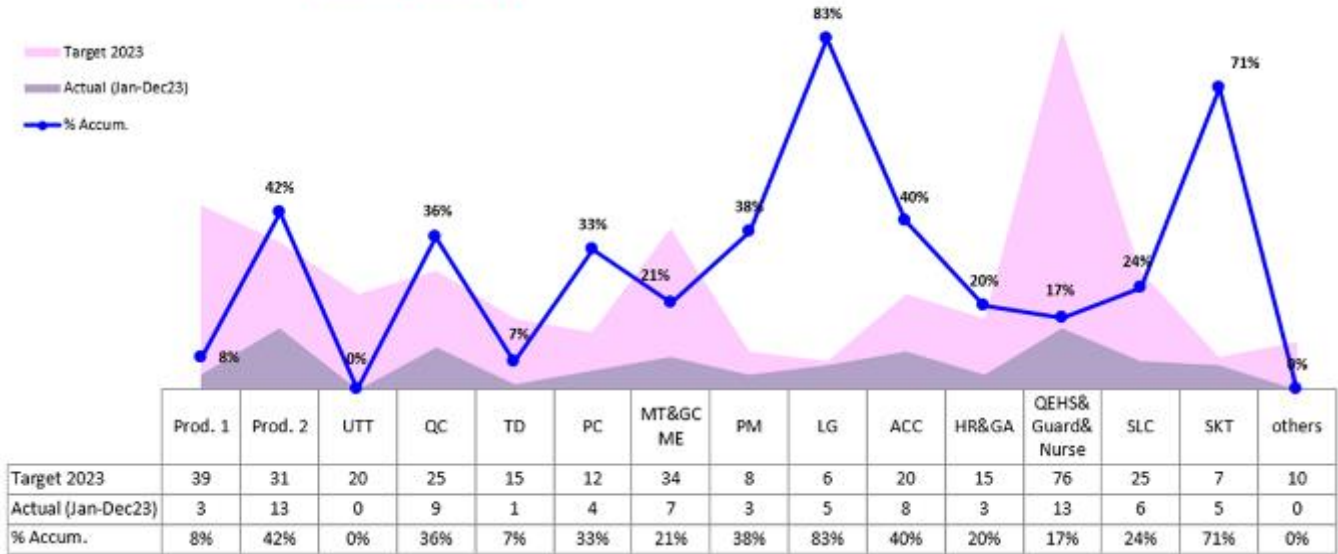 83%
Target 2023
Actual (Jan-Dec23)
% Accum.
71%
42%
36%
33%
38%
40%
21%
24%
20%
17%
8%
0%
7%
0%
Prod. 1 Prod. 2 UTT QC TD PC MT&GC ME PM LG ACC HR&GA QEHS& Guard& Nurse SLC SKT others
Target 2023 39 31 20 25 15 12 34 8 6 20 15 76 25 7 10
Actual (Jan-Dec23) 3 13 0 9 1 4 7 3 5 8 3 13 6 5 0
% Accum. 8% 42% 0% 36% 7% 33% 21% 38% 83% 40% 20% 17% 24% 71% 0%